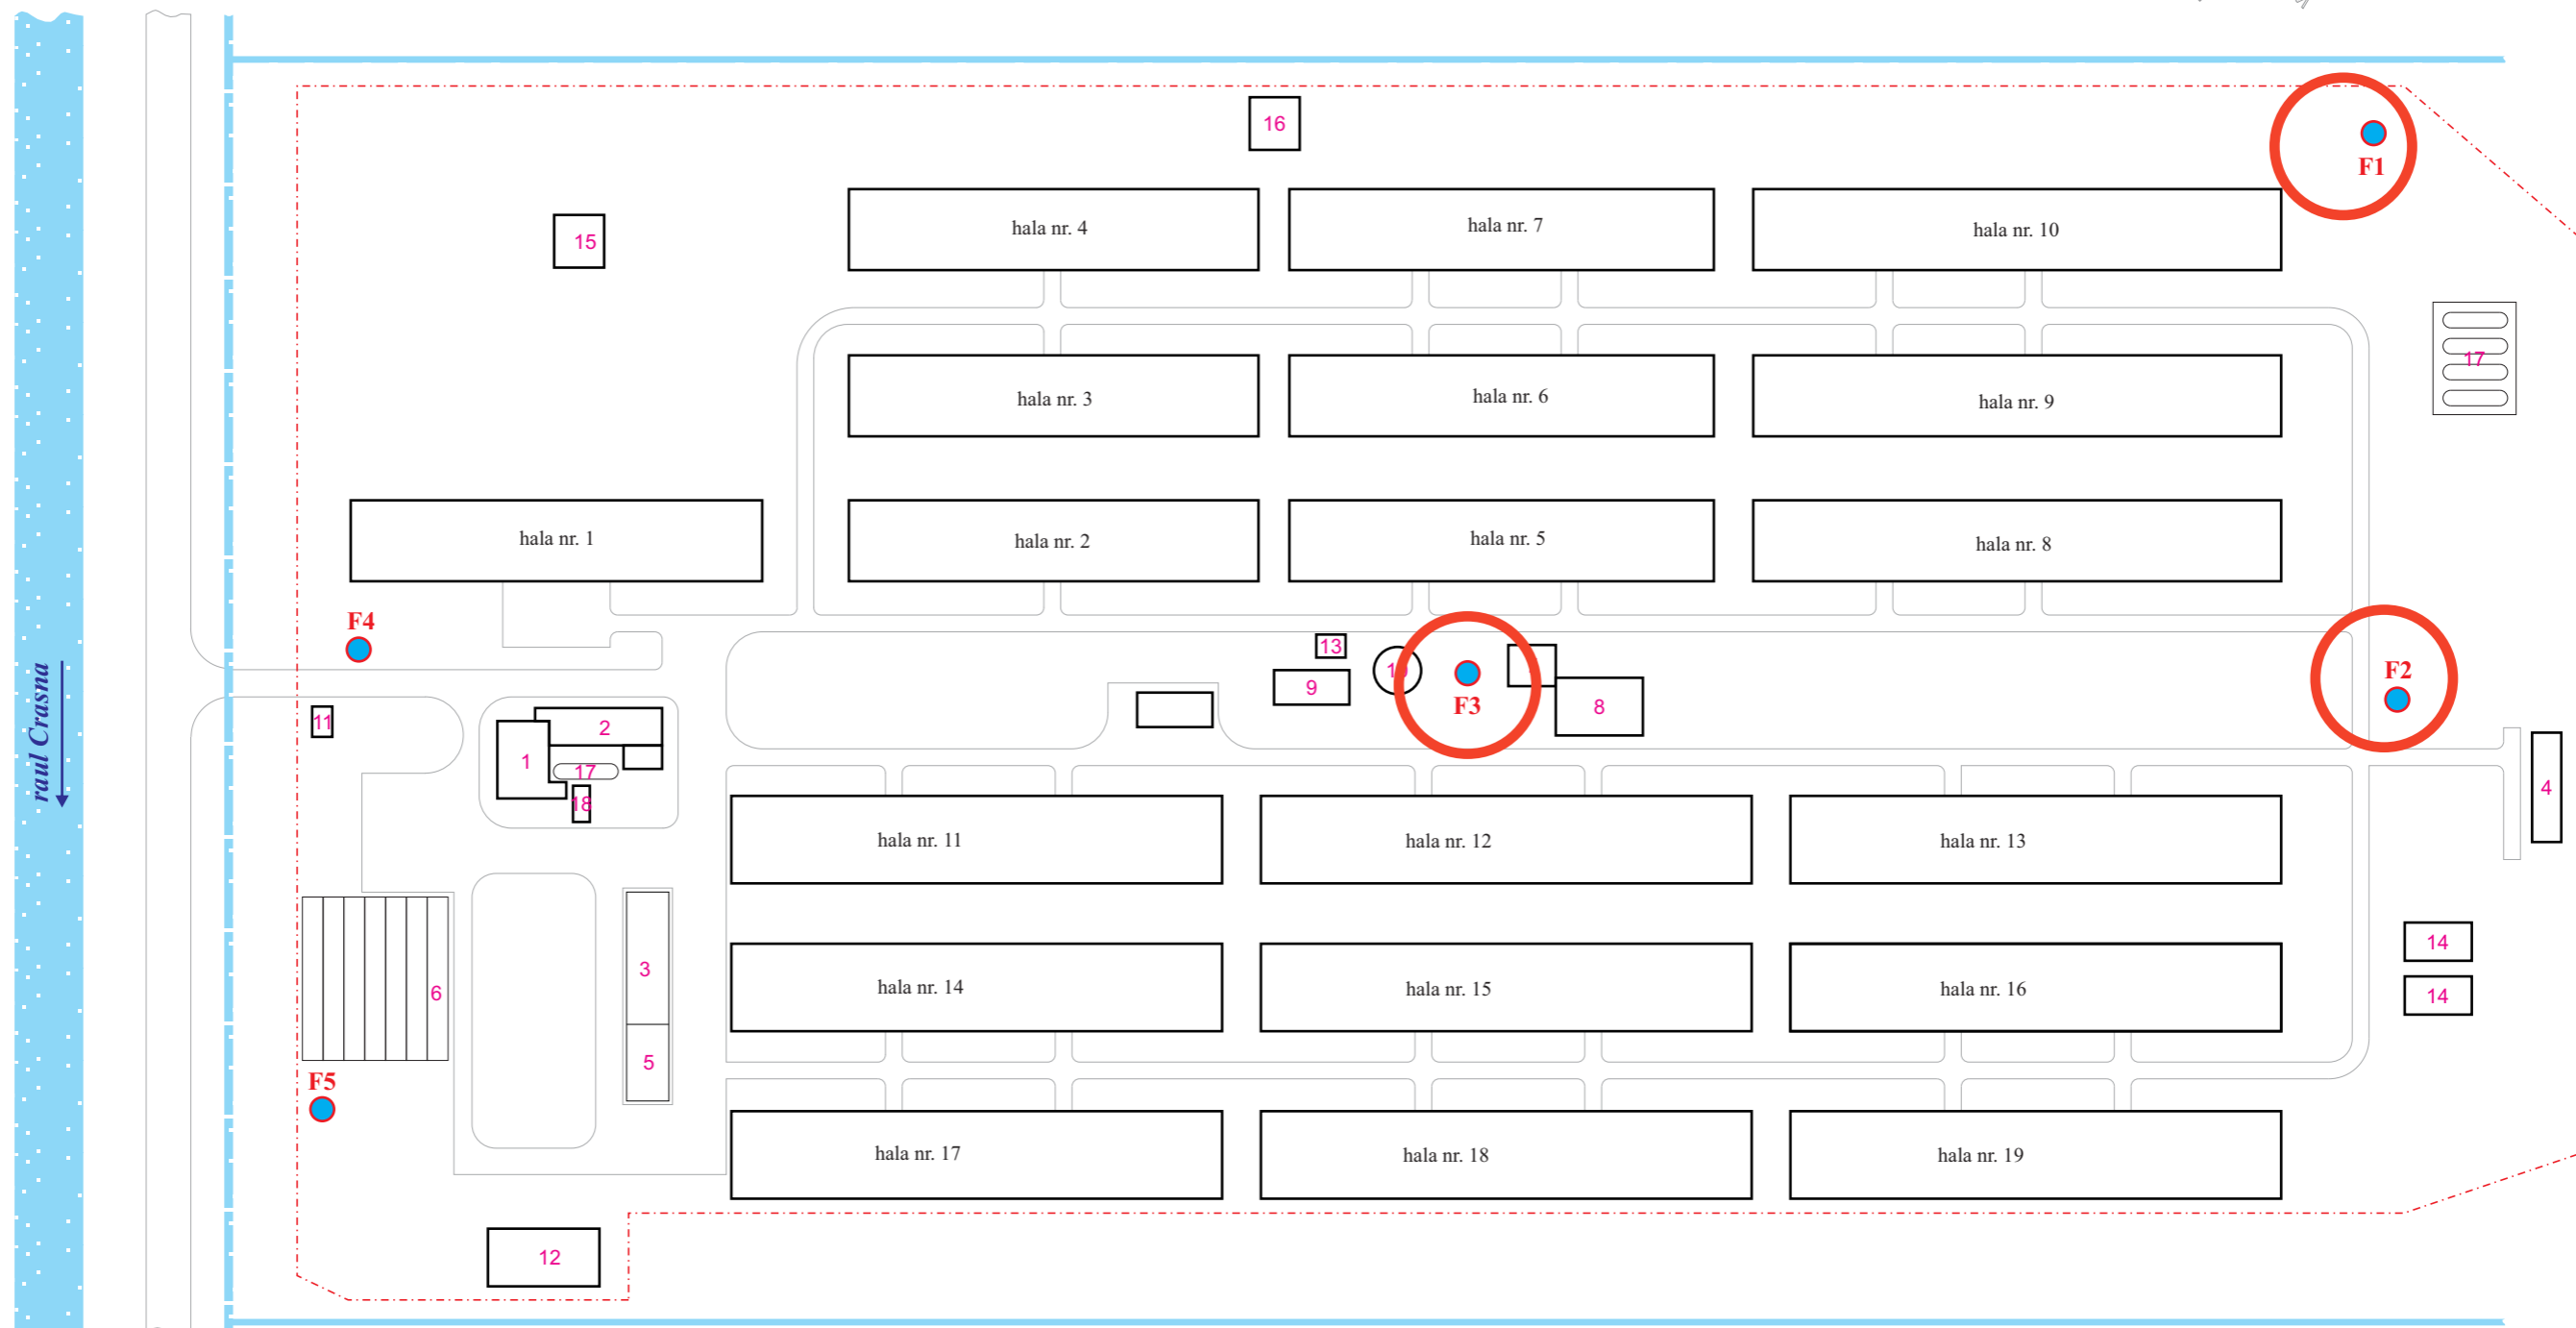 F1
16
hala nr. 4
hala nr. 7
hala nr. 10
15
17
hala nr. 3
hala nr. 6
hala nr. 9
hala nr. 1
hala nr. 2
hala nr. 5
hala nr. 8
F4
13
10
F3
F2
9
8
11
2
1
17
18
4
raul Crasna
hala nr. 11
hala nr. 12
hala nr. 13
14
3
6
hala nr. 14
hala nr. 15
hala nr. 16
14
5
F5
hala nr. 17
hala nr. 18
hala nr. 19
12